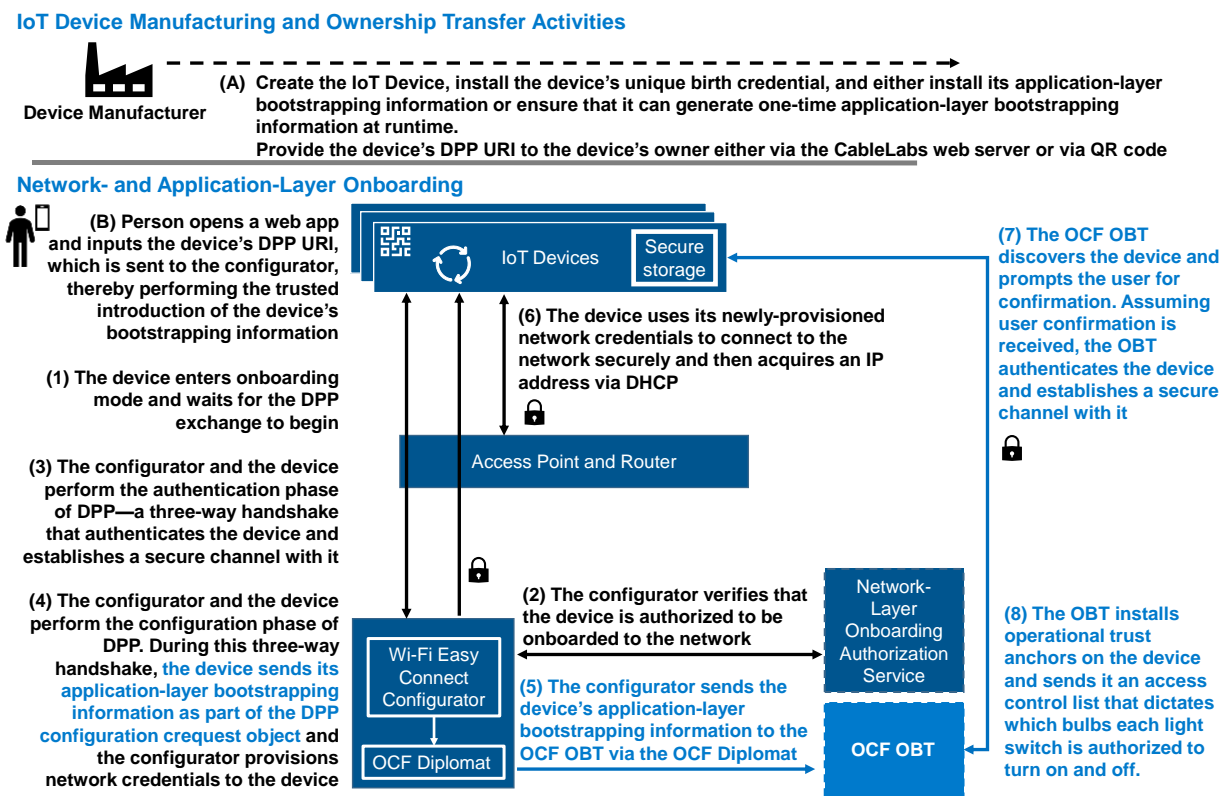 IoT Device Manufacturing and Ownership Transfer Activities
Device Manufacturer
(A) Create the IoT Device, install the device's unique birth credential, and either install its application-layer
bootstrapping information or ensure that it can generate one-time application-layer bootstrapping
information at runtime.
Provide the device's DPP URI to the device's owner either via the CableLabs web server or via QR code
Network- and Application-Layer Onboarding
(B) Person opens a web app
and inputs the device's DPP URI,
which is sent to the configurator,
thereby performing the trusted
introduction of the device's
bootstrapping information
(1) The device enters onboarding
mode and waits for the DPP
exchange to begin
(3) The configurator and the device
perform the authentication phase
of DPP—a three-way handshake
that authenticates the device and
establishes a secure channel with it
(4) The configurator and the device
perform the configuration phase of
DPP. During this three-way
handshake, the device sends its
application-layer bootstrapping
information as part of the DPP
configuration crequest object and
the configurator provisions
network credentials to the device
IoT Devices
Secure
storage
(6) The device uses its newly-provisioned
network credentials to connect to the
network securely and then acquires an IP
address via DHCP
Access Point and Router
(2) The configurator verifies that
the device is authorized to be
onboarded to the network
Wi-Fi Easy
Connect
Configurator
OCF Diplomat
(5) The configurator sends the
device's application-layer
bootstrapping information to the
OCF OBT via the OCF Diplomat
Network-
Layer
Onboarding
Authorization
Service
OCF OBT
(7) The OCF OBT
discovers the device and
prompts the user for
confirmation. Assuming
user confirmation is
received, the OBT
authenticates the device
and establishes a secure
channel with it
(8) The OBT installs
operational trust
anchors on the device
and sends it an access
control list that dictates
which bulbs each light
switch is authorized to
turn on and off.